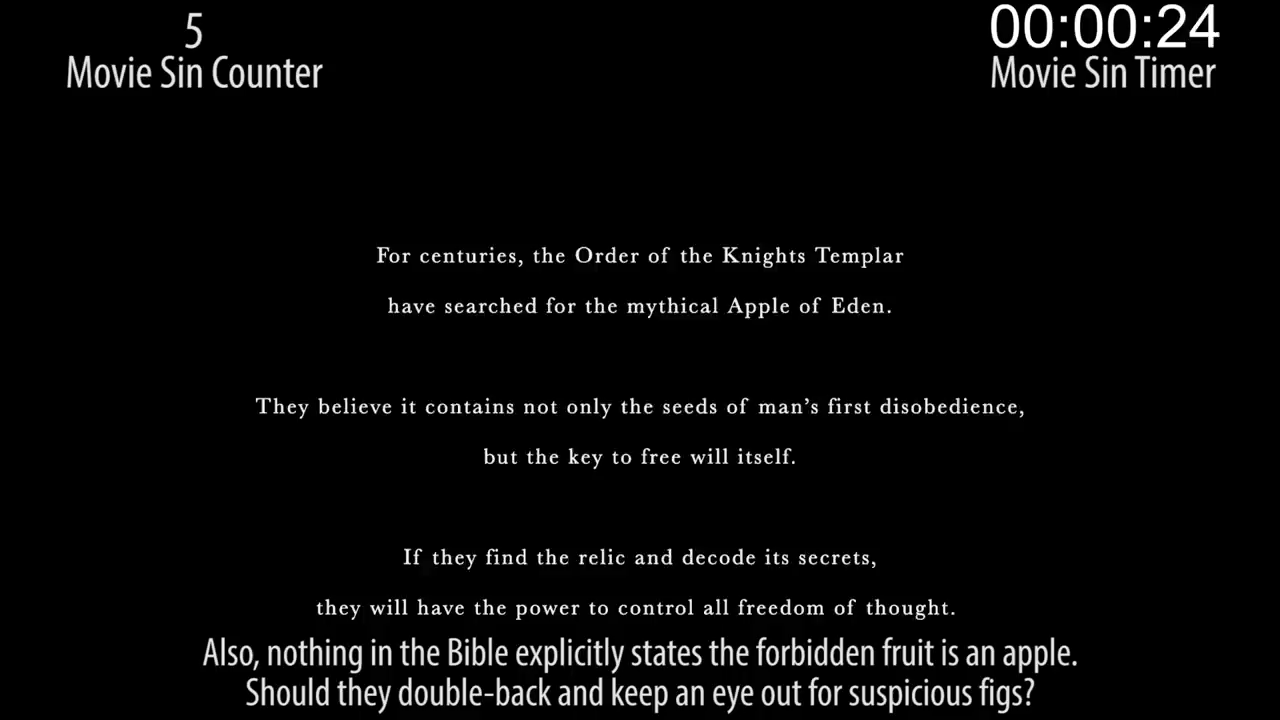 5
Movie Sin Counter
00:00:24
Movie Sin Timer
For centuries, the Order of the Knights Templar
have searched for the mythical Apple of Eden.
They believe it contains not only the seeds of man’s first disobedience,
but the key to free will itself.
If they find the relic and decode its secrets,
they will have the power to control all freedom of thought.
Also, nothing in the Bible explicitly states the forbidden fruit is an apple.
Should they double-back and keep an eye out for suspicious figs?